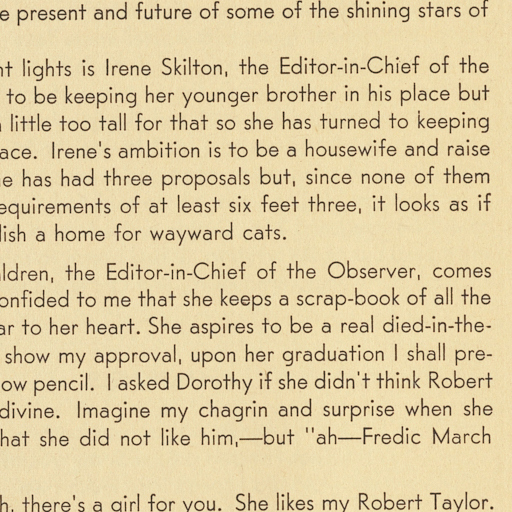 e present and future of some of the shining stars of
nt lights is Irene Skilton, the Editor-in-Chief of the
to be keeping her younger brother in his place but
little too tall for that so she has turned to keeping
ace. Irene's ambition is to be a housewife and raise
e has had three proposals but, since none of them
equirements of at least six feet three, it looks as if
lish a home for wayward cats.
ldren, the Editor-in-Chief of the Observer, comes
onfided to me that she keeps a scrap-book of all the
ar to her heart. She aspires to be a real died-in-the-
show my approval, upon her graduation I shall pre-
ow pencil. I asked Dorothy if she didn't think Robert
divine. Imagine my chagrin and surprise when she
hat she did not like him,—but "ah—Fredic March
h, there's a girl for you. She likes my Robert Taylor.